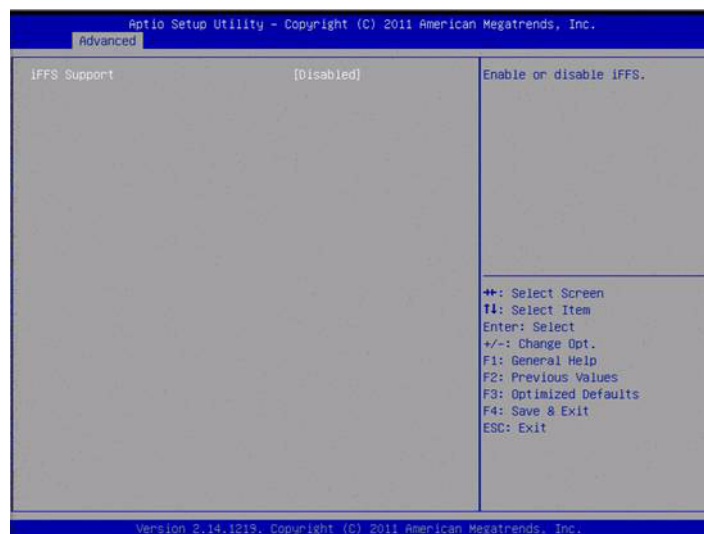 Aptio Setup Utility – Copyright (C) 2011 American Megatrends, Inc.
Advanced
iFFS Support [Disabled]
Enable or disable iFFS.
→←: Select Screen
↑↓: Select Item
Enter: Select
+/-: Change Opt.
F1: General Help
F2: Previous Values
F3: Optimized Defaults
F4: Save & Exit
ESC: Exit
Version 2.14.1219. Copyright (C) 2011 American Megatrends, Inc.